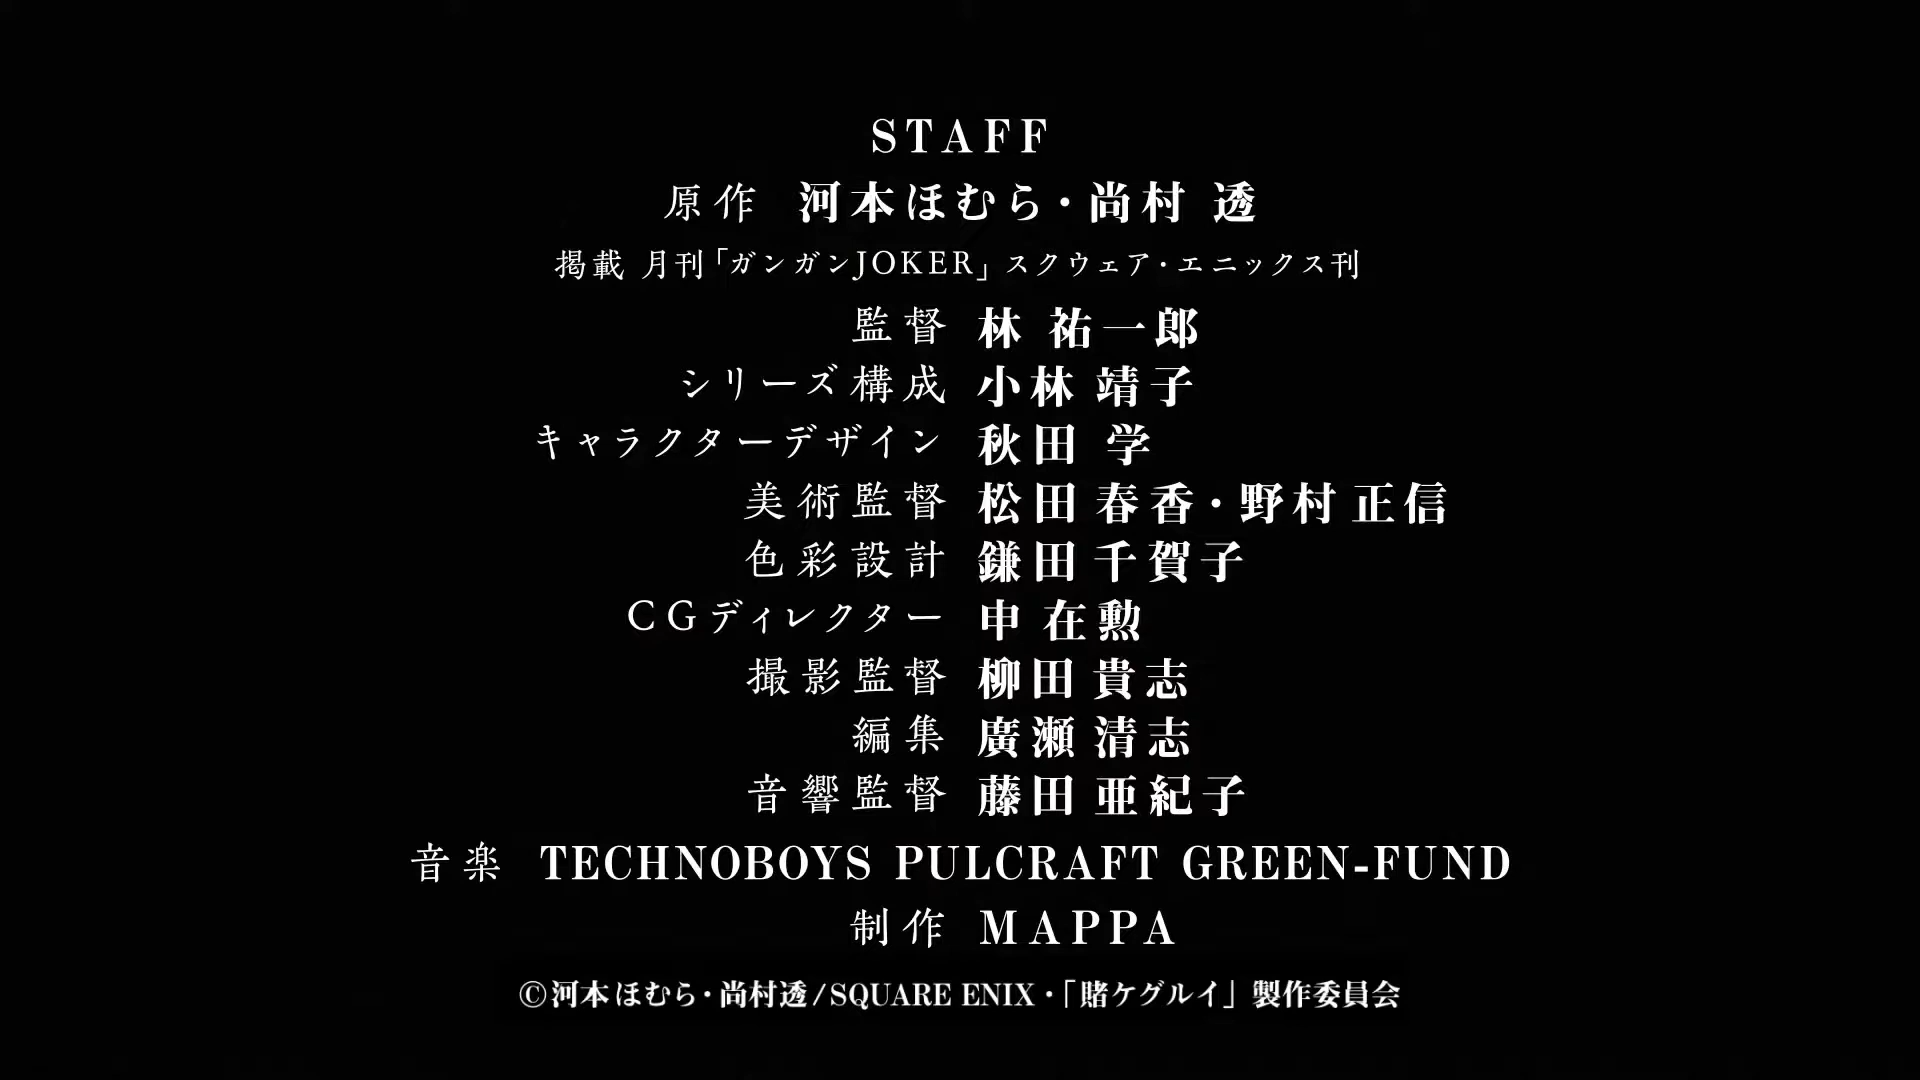 STAFF
原作 河本ほむら・尚村 透
掲載 月刊「ガンガンJOKER」スクウェア・エニックス刊
監督 林 祐一郎
シリーズ構成 小林 靖子
キャラクターデザイン 秋田 学
美術監督 松田 春香・野村 正信
色彩設計 鎌田 千賀子
CGディレクター 申 在勲
撮影監督 柳田 貴志
編集 廣瀬 清志
音響監督 藤田 亜紀子
音楽 TECHNOBOYS PULCRAFT GREEN-FUND
制作 MAPPA
©河本ほむら・尚村透/SQUARE ENIX・「賭ケグルイ」製作委員会